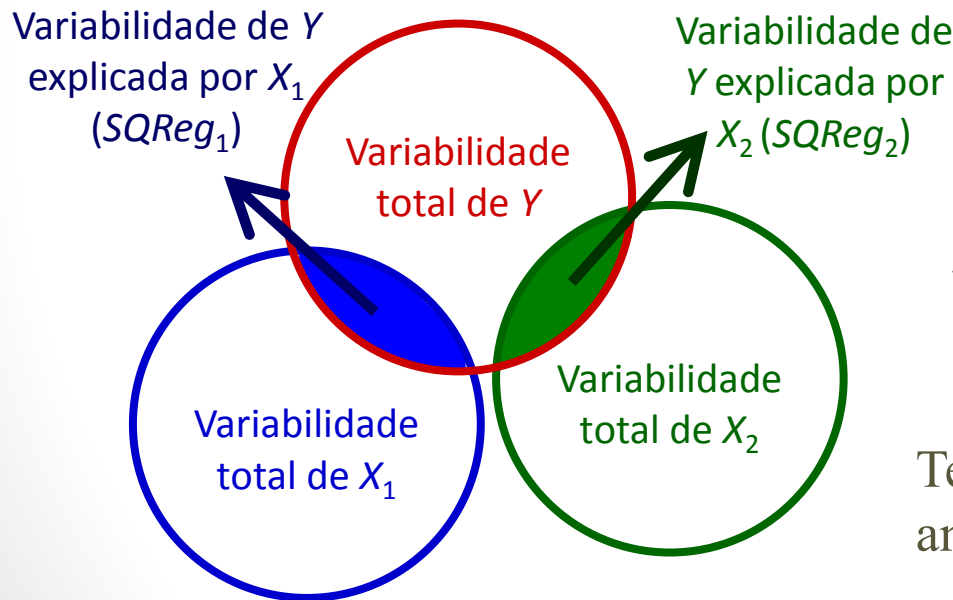 Variabilidade de Y
explicada por X₁
(SQReg₁)
Variabilidade de
Y explicada por
X₂ (SQReg₂)
Variabilidade
total de Y
Variabilidade
total de X₁
Variabilidade
total de X₂